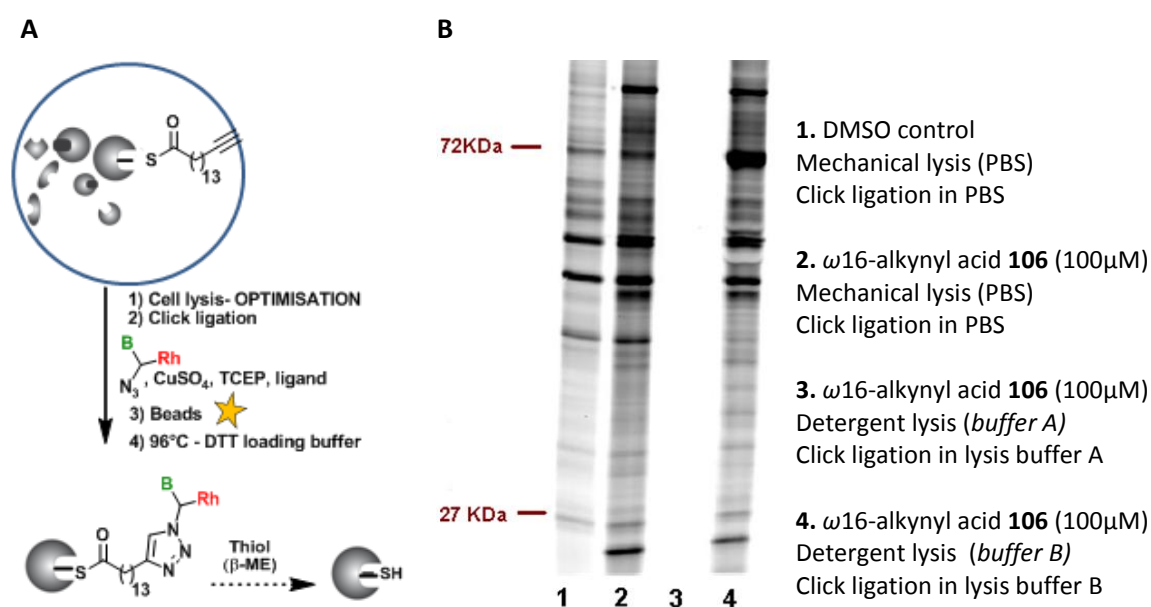 A
O
S
13
1) Cell lysis- OPTIMISATION
2) Click ligation
B
Rh
N3 , CuSO4, TCEP, ligand
3) Beads
4) 96°C - DTT loading buffer
B
Rh
O
N
N
N
S
13
Thiol
(β-ME)
SH
B
72KDa
27 KDa
1 2 3 4
1. DMSO control
Mechanical lysis (PBS)
Click ligation in PBS
2. ω16-alkynyl acid 106 (100μM)
Mechanical lysis (PBS)
Click ligation in PBS
3. ω16-alkynyl acid 106 (100μM)
Detergent lysis (buffer A)
Click ligation in lysis buffer A
4. ω16-alkynyl acid 106 (100μM)
Detergent lysis (buffer B)
Click ligation in lysis buffer B